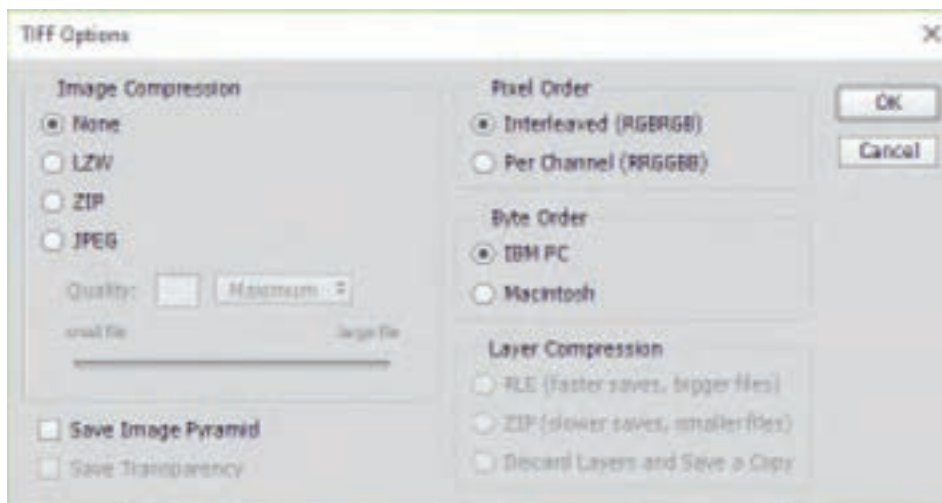 TIFF Options
Image Compression
None
LZW
ZIP
JPEG
Quality:
Maximum
small file
large file
Save Image Pyramid
Save Transparency
Pixel Order
Interleaved (RGBRGB)
Per Channel (RRGGBB)
Byte Order
IBM PC
Macintosh
Layer Compression
RLE (faster saves, bigger files)
ZIP (slower saves, smaller files)
Discard Layers and Save a Copy
OK
Cancel